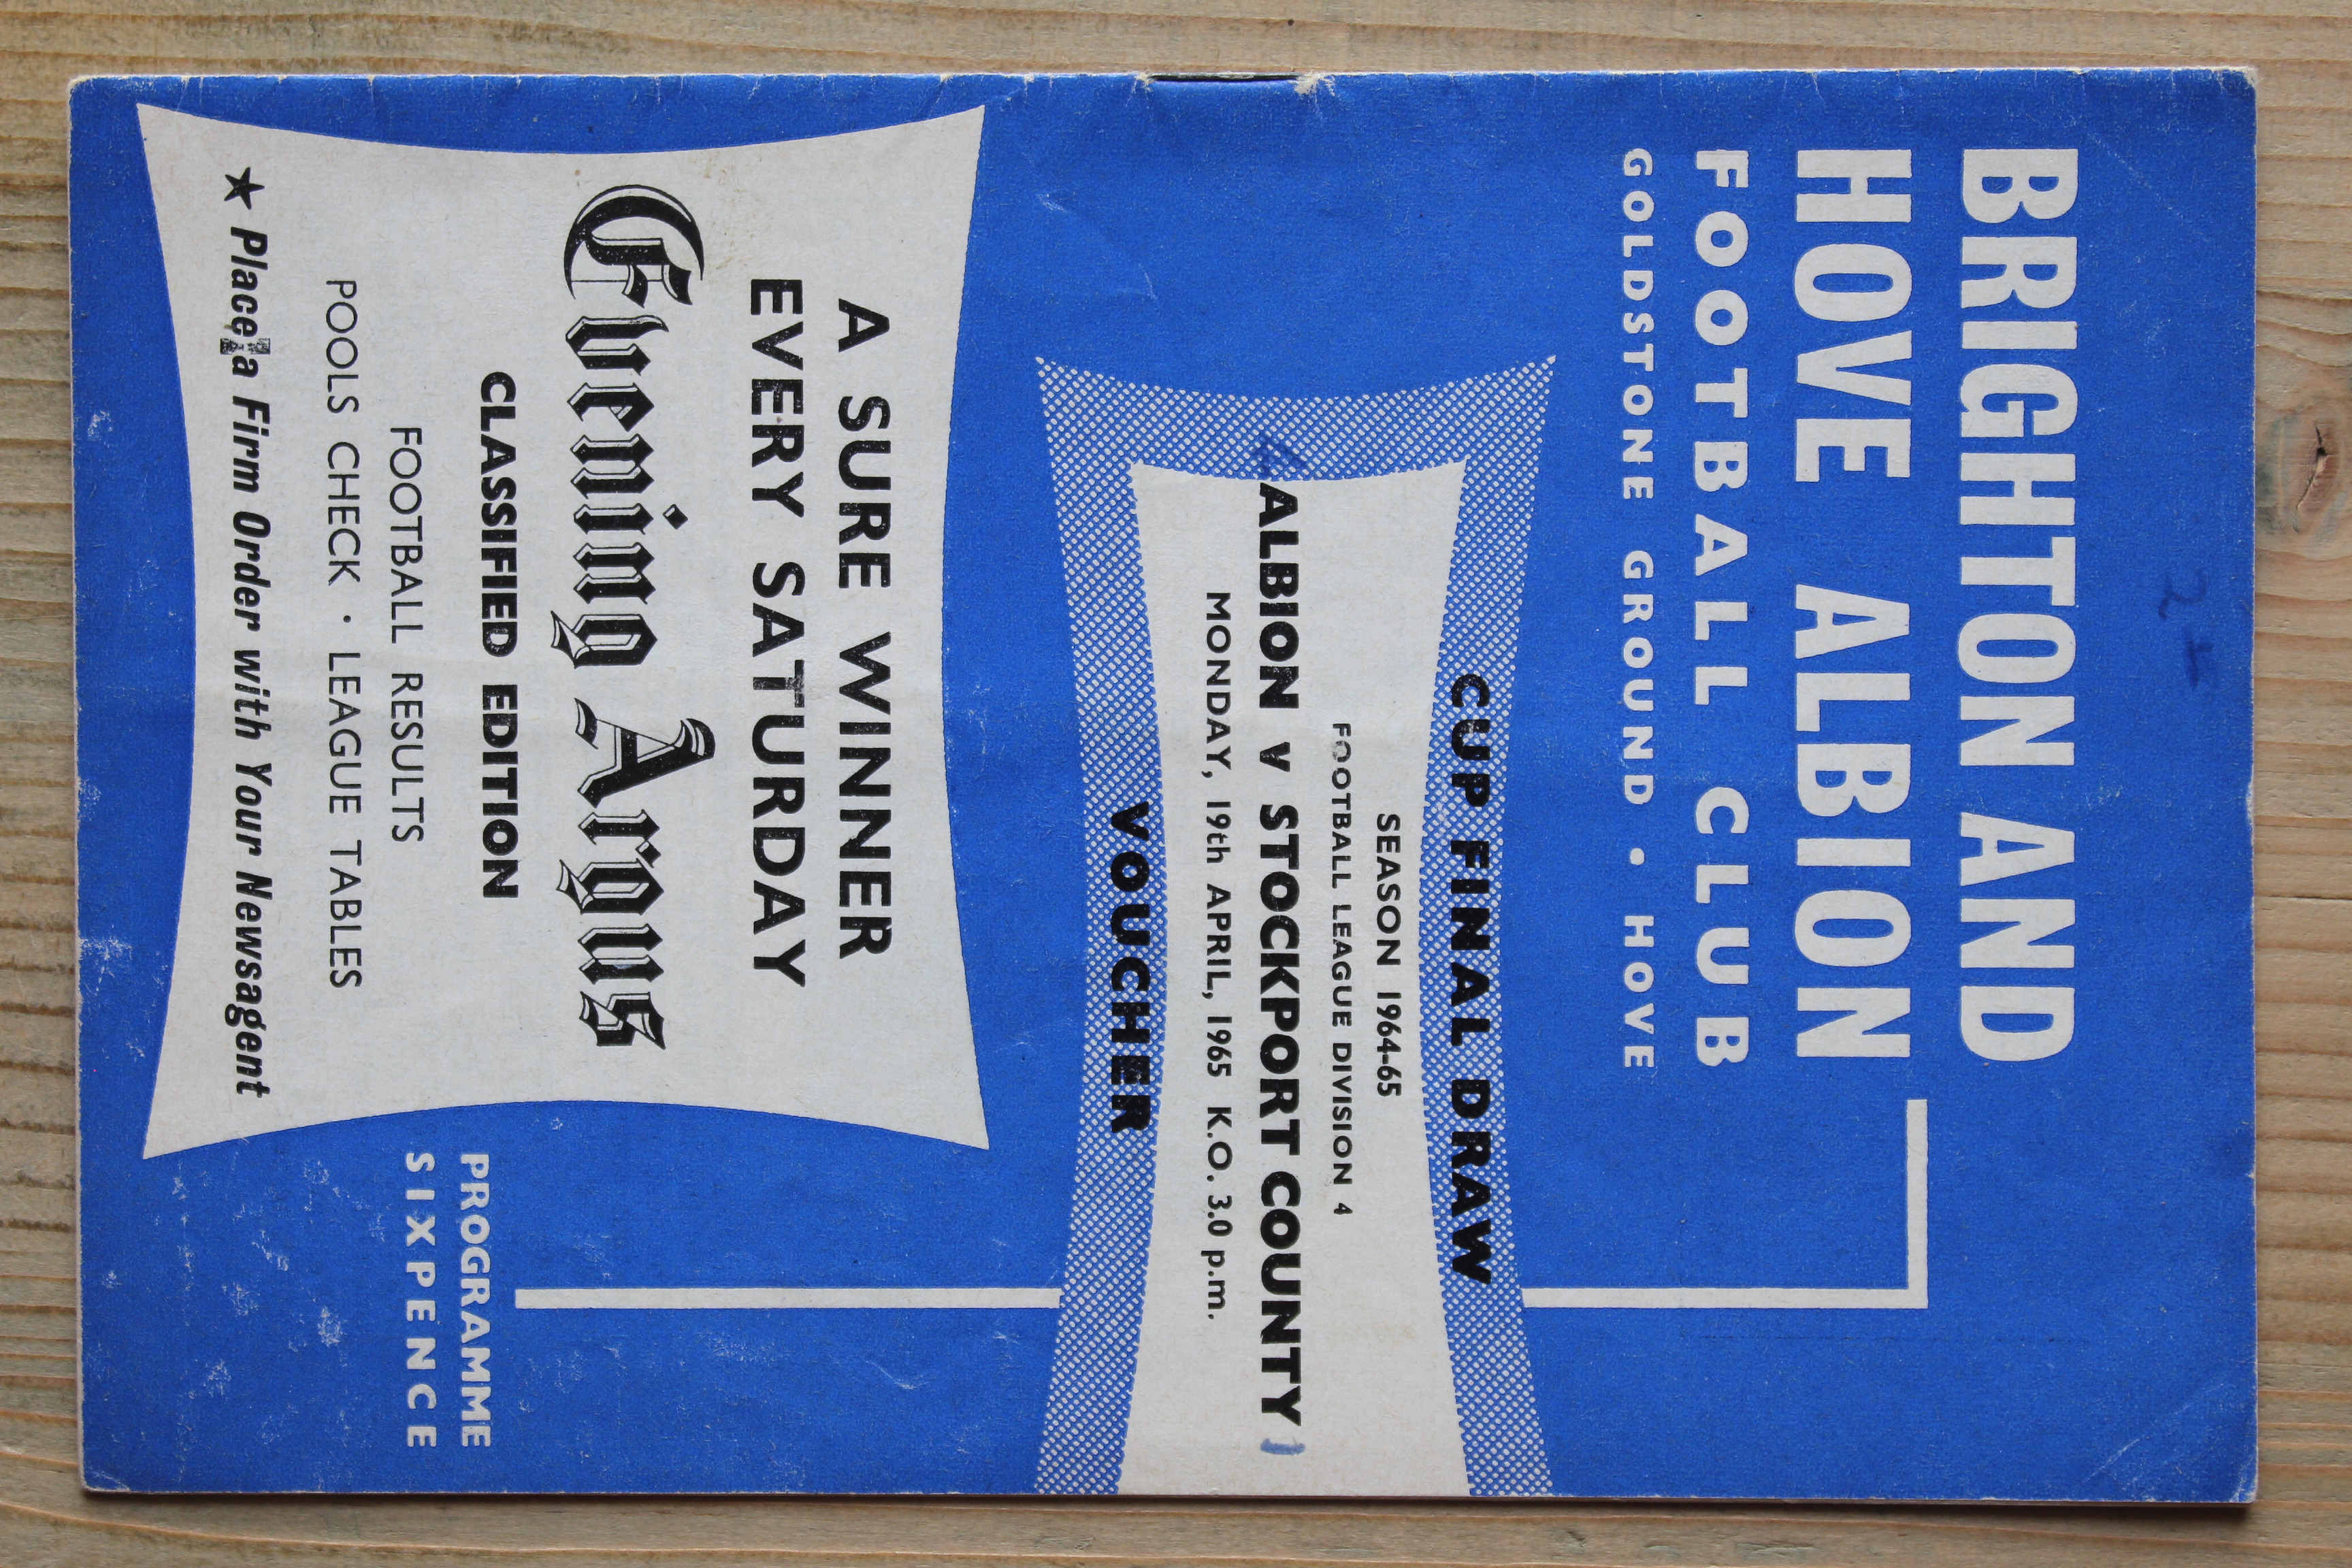 BRIGHTON AND
HOVE ALBION
FOOTBALL CLUB
GOLDSTONE GROUND • HOVE
CUP FINAL DRAW
SEASON 1964-65
FOOTBALL LEAGUE DIVISION 4
ALBION v STOCKPORT COUNTY
MONDAY, 19th APRIL, 1965 K.O. 3.0 p.m.
VOUCHER
A SURE WINNER
EVERY SATURDAY
Evening Argus
CLASSIFIED EDITION
FOOTBALL RESULTS
POOLS CHECK · LEAGUE TABLES
★ Place a Firm Order with Your Newsagent
PROGRAMME
SIXPENCE